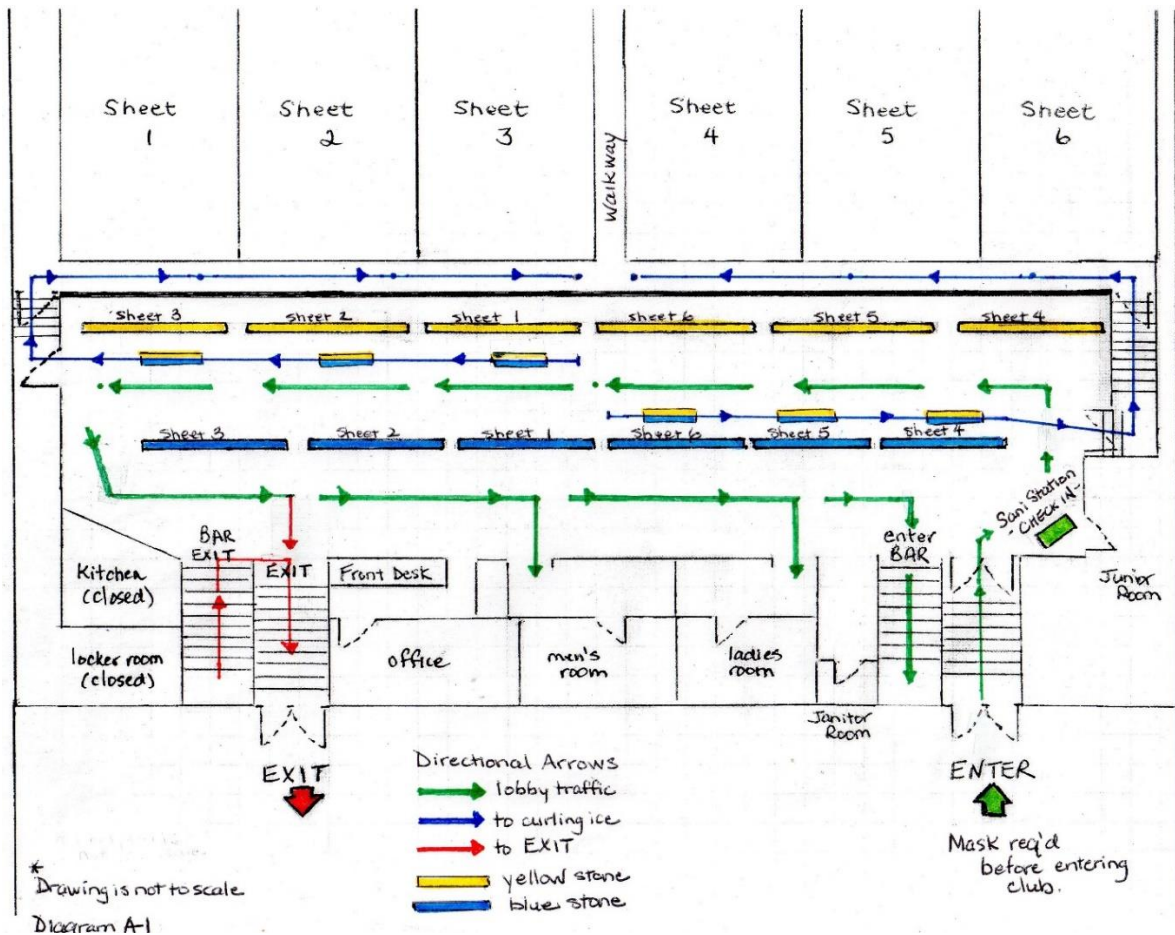 Sheet
1
Sheet
2
Sheet
3
Walkway
Sheet
4
Sheet
5
Sheet
6
Sheet 3
Sheet 2
Sheet 1
Sheet 6
Sheet 5
Sheet 4
Sheet 3
Sheet 2
Sheet 1
Sheet 6
Sheet 5
Sheet 4
Sani Station
-CHECK IN-
BAR
EXIT
EXIT
enter
BAR
Kitchen
(closed)
Front Desk
Junior
Room
locker room
(closed)
office
men's
room
ladies
room
Janitor
Room
EXIT
ENTER
Mask req'd
before entering
club.
Directional Arrows
lobby traffic
to curling ice
to EXIT
yellow stone
blue stone
*
Drawing is not to scale
Diagram A-1